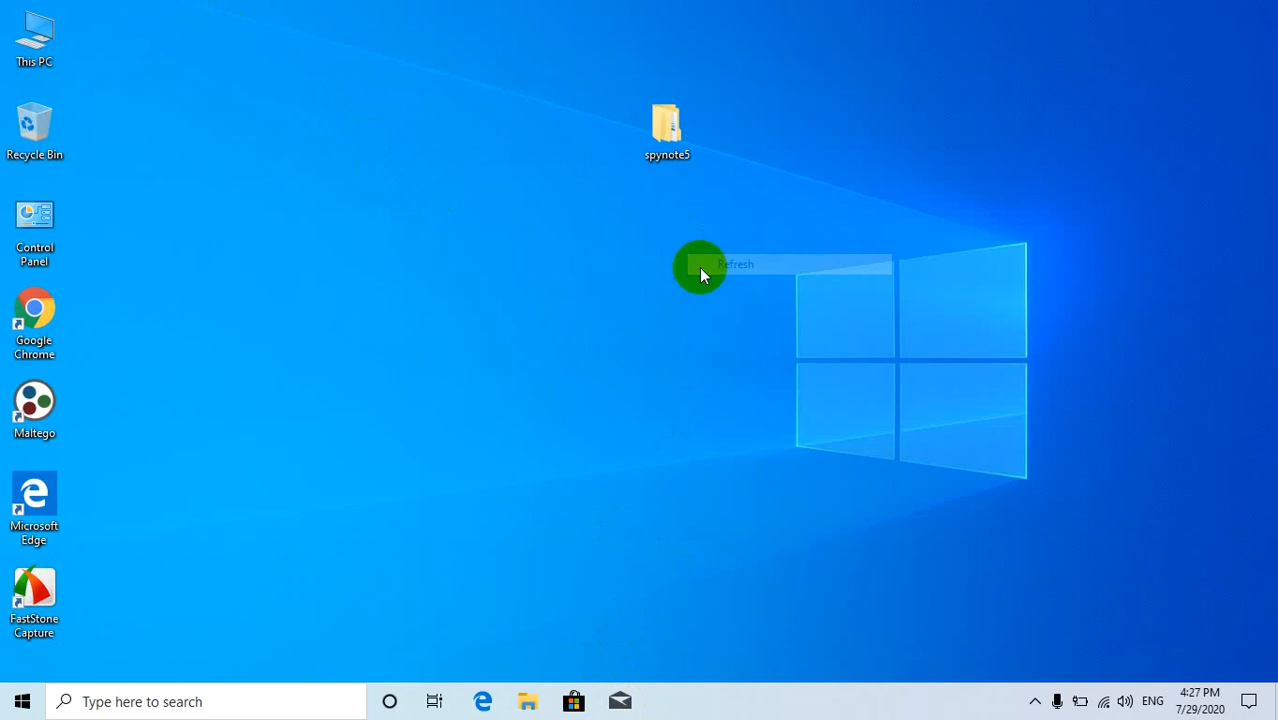 This PC
Recycle Bin
Control
Panel
Google
Chrome
Maltego
Microsoft
Edge
FastStone
Capture
spynote5
Refresh
Type here to search
ENG
4:27 PM
7/29/2020